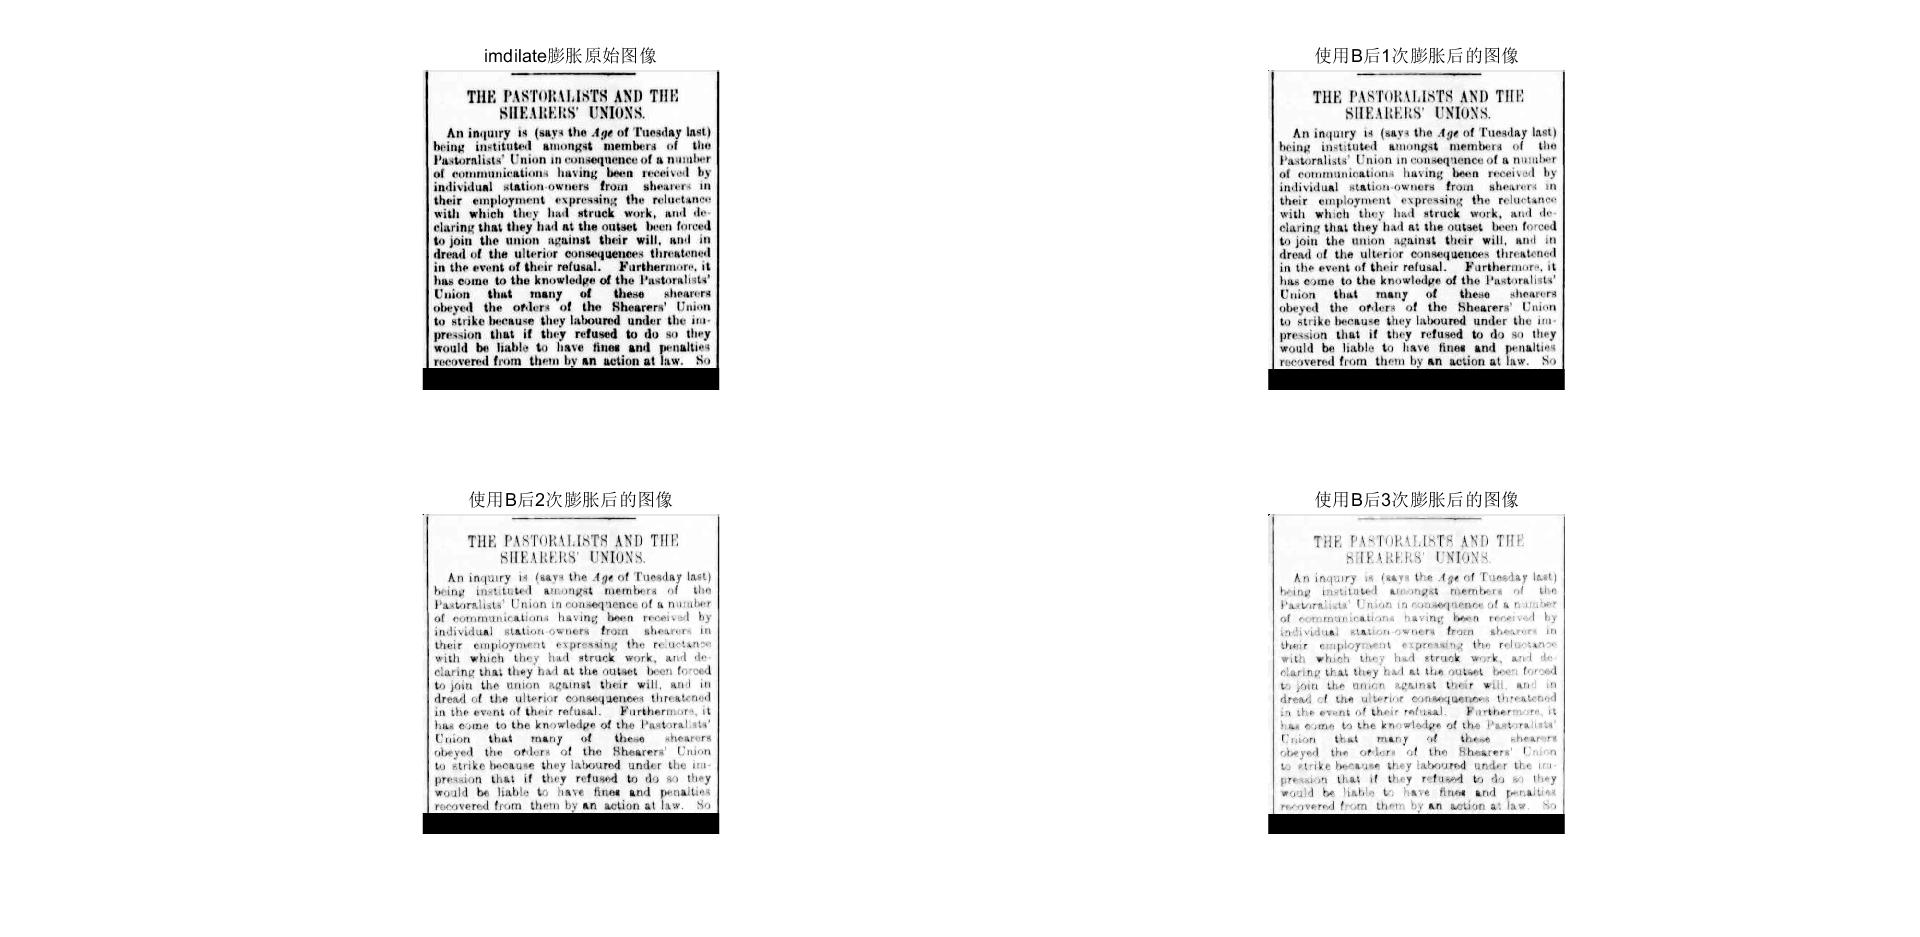 imdilate膨胀原始图像
THE PASTORALISTS AND THE
SHEARERS' UNIONS.
An inquiry is (says the Age of Tuesday last)
being instituted amongst members of the
Pastoralists' Union in consequence of a number
of communications having been received by
individual station-owners from shearers in
their employment expressing the reluctance
with which they had struck work, and de-
claring that they had at the outset been forced
to join the union against their will, and in
dread of the ulterior consequences threatened
in the event of their refusal. Furthermore, it
has come to the knowledge of the Pastoralists'
Union that many of these shearers
obeyed the orders of the Shearers' Union
to strike because they laboured under the im-
pression that if they refused to do so they
would be liable to have fines and penalties
recovered from them by an action at law. So
使用B后1次膨胀后的图像
THE PASTORALISTS AND THE
SHEARERS' UNIONS.
An inquiry is (says the Age of Tuesday last)
being instituted amongst members of the
Pastoralists' Union in consequence of a number
of communications having been received by
individual station-owners from shearers in
their employment expressing the reluctance
with which they had struck work, and de-
claring that they had at the outset been forced
to join the union against their will, and in
dread of the ulterior consequences threatened
in the event of their refusal. Furthermore, it
has come to the knowledge of the Pastoralists'
Union that many of these shearers
obeyed the orders of the Shearers' Union
to strike because they laboured under the im-
pression that if they refused to do so they
would be liable to have fines and penalties
recovered from them by an action at law. So
使用B后2次膨胀后的图像
THE PASTORALISTS AND THE
SHEARERS' UNIONS.
An inquiry is (says the Age of Tuesday last)
being instituted amongst members of the
Pastoralists' Union in consequence of a number
of communications having been received by
individual station-owners from shearers in
their employment expressing the reluctance
with which they had struck work, and de-
claring that they had at the outset been forced
to join the union against their will, and in
dread of the ulterior consequences threatened
in the event of their refusal. Furthermore, it
has come to the knowledge of the Pastoralists'
Union that many of these shearers
obeyed the orders of the Shearers' Union
to strike because they laboured under the im-
pression that if they refused to do so they
would be liable to have fines and penalties
recovered from them by an action at law. So
使用B后3次膨胀后的图像
THE PASTORALISTS AND THE
SHEARERS' UNIONS.
An inquiry is (says the Age of Tuesday last)
being instituted amongst members of the
Pastoralists' Union in consequence of a number
of communications having been received by
individual station-owners from shearers in
their employment expressing the reluctance
with which they had struck work, and de-
claring that they had at the outset been forced
to join the union against their will, and in
dread of the ulterior consequences threatened
in the event of their refusal. Furthermore, it
has come to the knowledge of the Pastoralists'
Union that many of these shearers
obeyed the orders of the Shearers' Union
to strike because they laboured under the im-
pression that if they refused to do so they
would be liable to have fines and penalties
recovered from them by an action at law. So